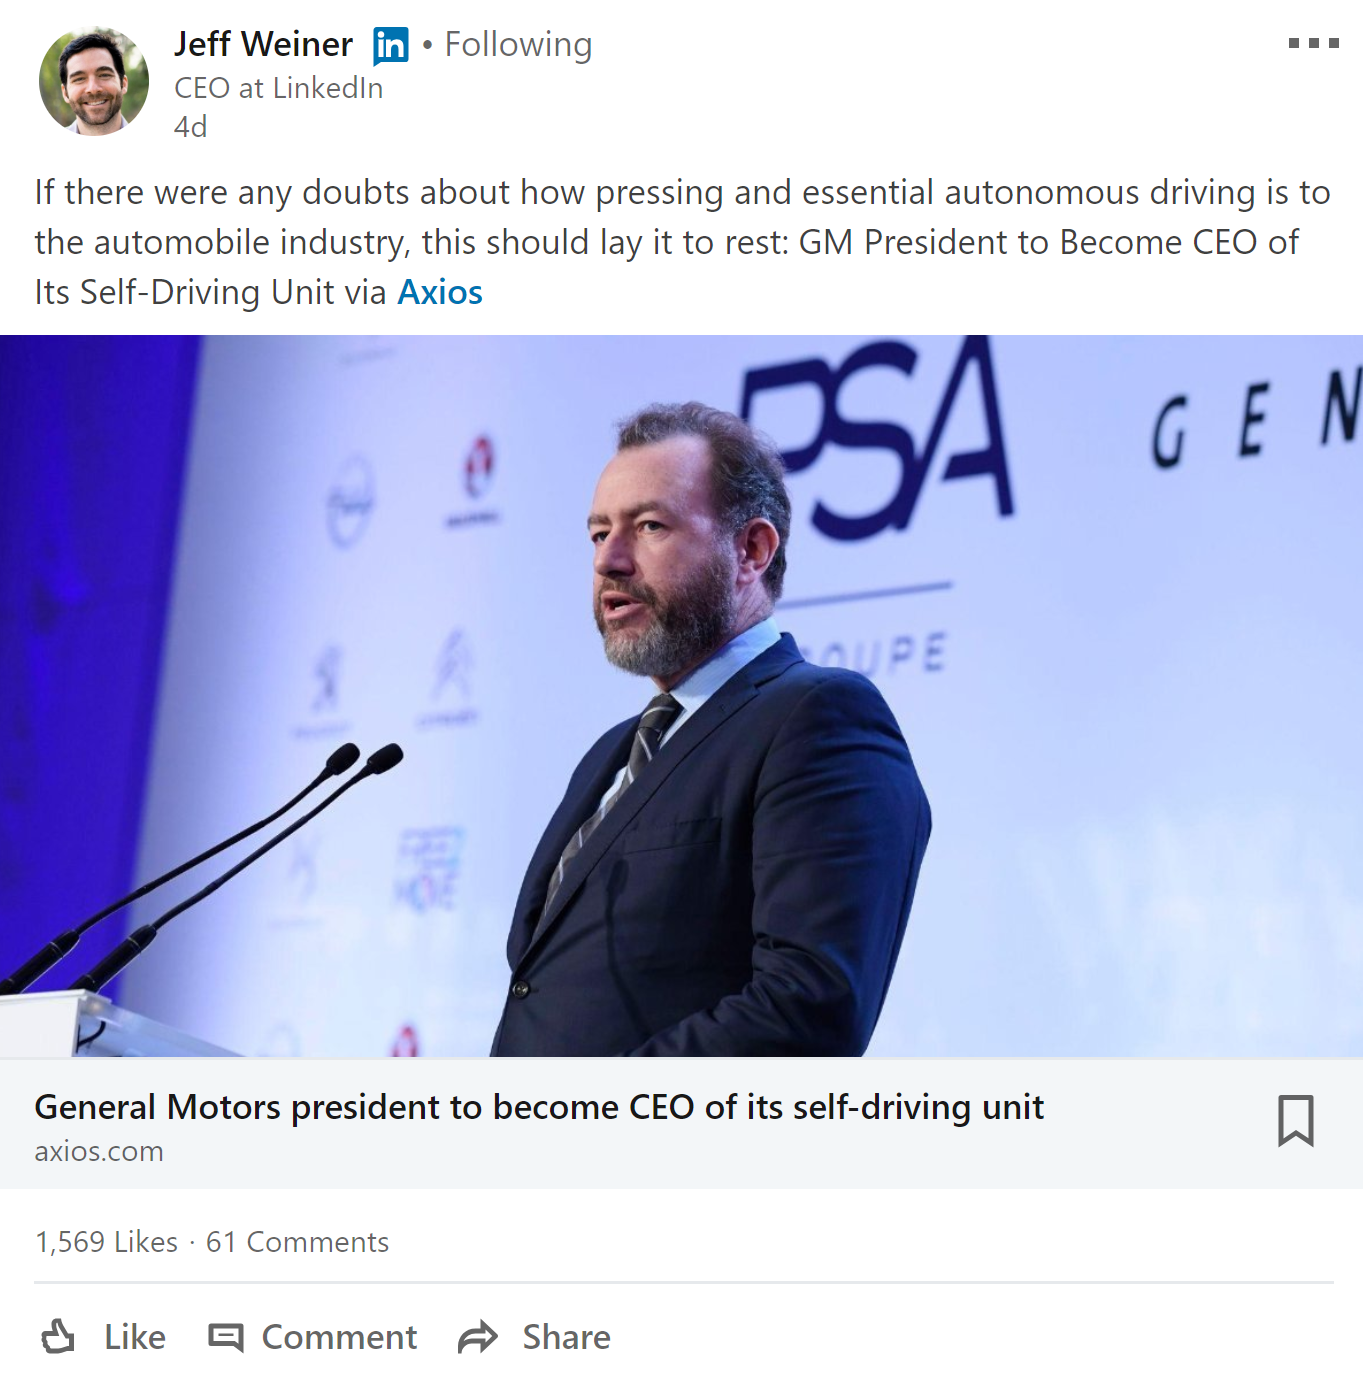 Jeff Weiner in • Following
CEO at LinkedIn
4d
If there were any doubts about how pressing and essential autonomous driving is to
the automobile industry, this should lay it to rest: GM President to Become CEO of
Its Self-Driving Unit via Axios
PSA
G E N
OUPE
General Motors president to become CEO of its self-driving unit
axios.com
1,569 Likes · 61 Comments
Like Comment Share